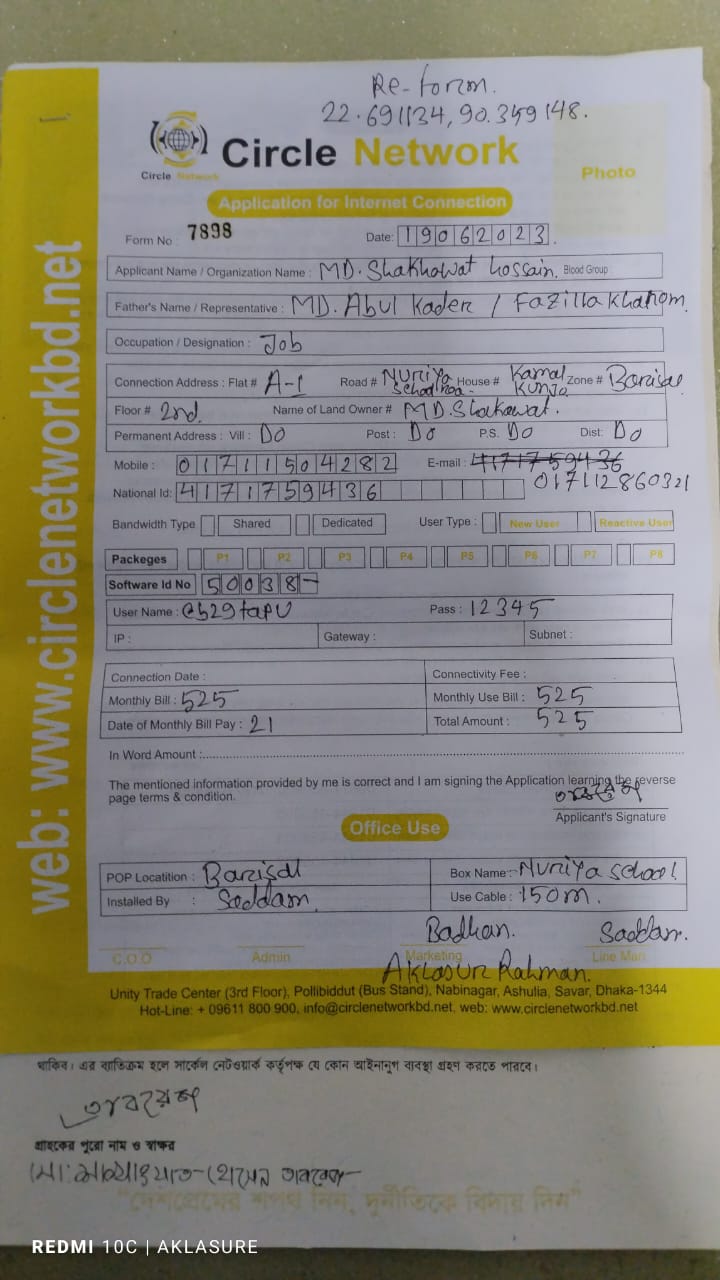 Re-form.
22.691134, 90.359148.
Circle Network
Circle Network
Photo
Application for Internet Connection
Form No : 7898 Date: 19062023.
Applicant Name / Organization Name : MD. Shakhawat Hossain. Blood Group
Father's Name / Representative : MD. Abul Kader / Fazilla Khanom.
Occupation / Designation : Job
Connection Address : Flat # A-1 Road # Nuriya School roa- House # Kamal Kunja Zone # Barisal
Floor # 2nd. Name of Land Owner # MD. Shakawat.
Permanent Address : Vill : Do Post : Do P.S. Do Dist: Do
Mobile : 01711504282 E-mail : 4171759436
National Id: 4171759436 017112860321
Bandwidth Type Shared Dedicated User Type : New User Reactive User
Packeges P1 P2 P3 P4 P5 P6 P7 P8
Software Id No 50038-
User Name : @b29tapu Pass : 12345
IP : Gateway : Subnet :
Connection Date : Connectivity Fee :
Monthly Bill : 525 Monthly Use Bill : 525
Date of Monthly Bill Pay : 21 Total Amount : 525
In Word Amount :
The mentioned information provided by me is correct and I am signing the Application learning the reverse
page terms & condition.
Applicant's Signature
Office Use
POP Locatition : Barisal Box Name:- Nuriya school.
Installed By : Saddam. Use Cable : 150m.
Badhan. Saddam.
C.O.O Admin Marketing Line Man
Aklasur Rahman.
Unity Trade Center (3rd Floor), Pollibiddut (Bus Stand), Nabinagar, Ashulia, Savar, Dhaka-1344
Hot-Line: + 09611 800 900, info@circlenetworkbd.net, web: www.circlenetworkbd.net
web: www.circlenetworkbd.net
থাকিব। এর ব্যতিক্রম হলে সার্কেল নেটওয়ার্ক কর্তৃপক্ষ যে কোন আইনানুগ ব্যবস্থা গ্রহণ করতে পারবে।
গ্রাহকের পুরো নাম ও স্বাক্ষর
"দেশপ্রেমের শপথ নিন, দুর্নীতিকে বিদায় দিন"
REDMI 10C | AKLASURE